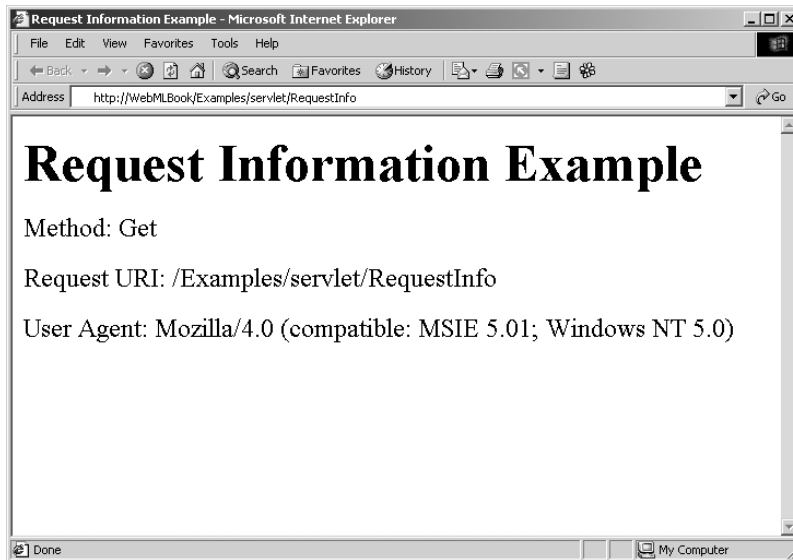 Request Information Example - Microsoft Internet Explorer
File Edit View Favorites Tools Help
Back Search Favorites History
Address http://WebMLBook/Examples/servlet/RequestInfo Go
Request Information Example
Method: Get
Request URI: /Examples/servlet/RequestInfo
User Agent: Mozilla/4.0 (compatible: MSIE 5.01; Windows NT 5.0)
Done My Computer